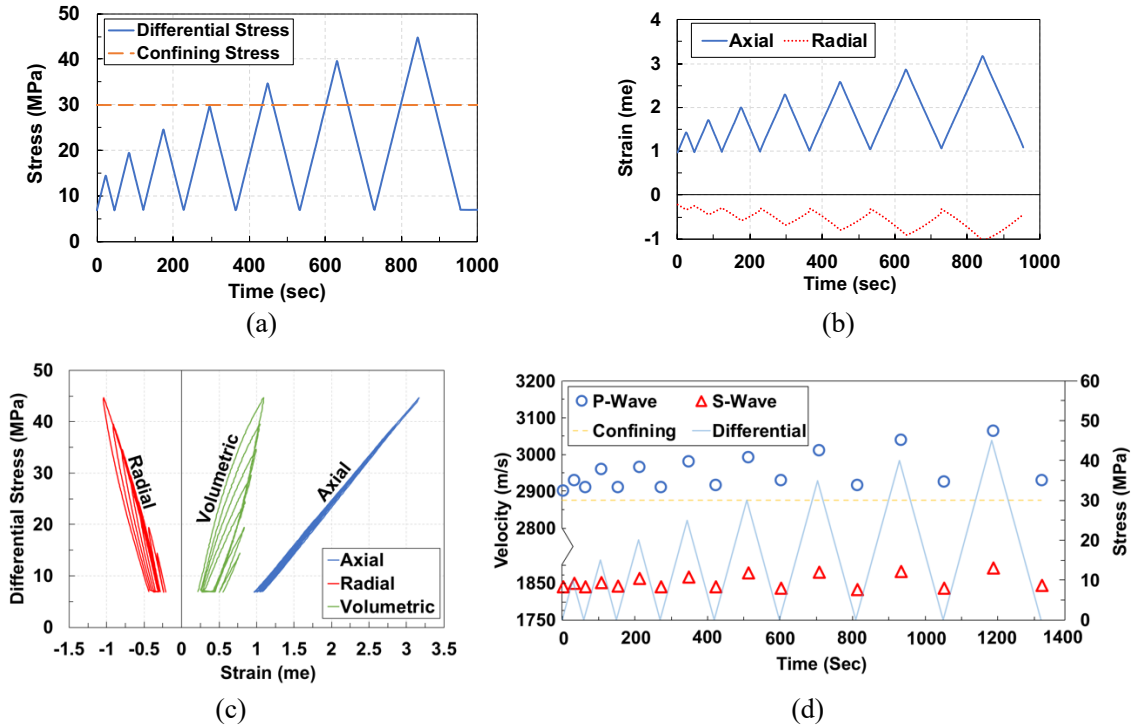 50
40
30
20
10
0
Stress (MPa)
Differential Stress
Confining Stress
0 200 400 600 800 1000
Time (sec)
(a)
4
3
2
1
0
-1
Strain (me)
Axial Radial
0 200 400 600 800 1000
Time (sec)
(b)
50
45
40
35
30
25
20
15
10
5
0
Differential Stress (MPa)
Radial
Volumetric
Axial
Axial
Radial
Volumetric
-1.5 -1 -0.5 0 0.5 1 1.5 2 2.5 3 3.5
Strain (me)
(c)
3200
3100
3000
2900
2800
1850
1750
Velocity (m/s)
P-Wave S-Wave
Confining Differential
60
50
40
30
20
10
0
Stress (MPa)
0 200 400 600 800 1000 1200 1400
Time (Sec)
(d)